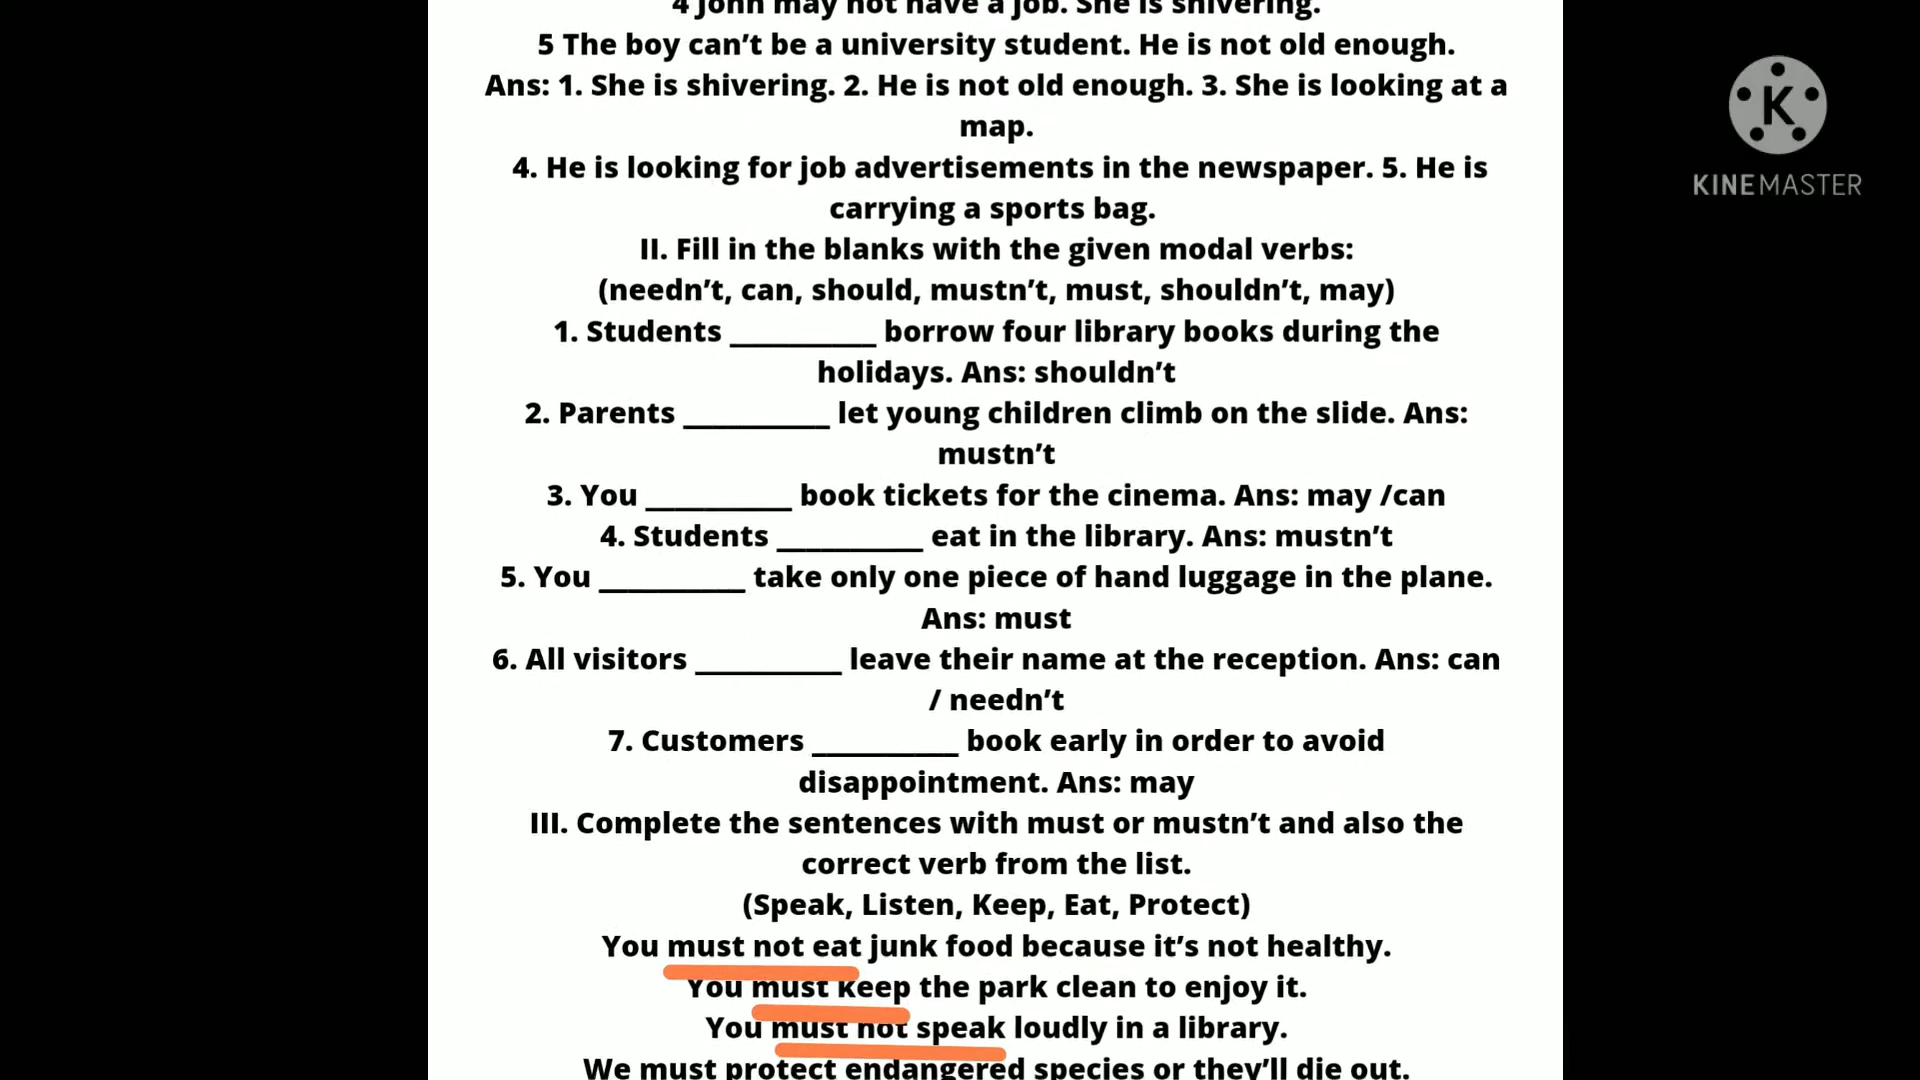 4 John may not have a job. She is shivering.
5 The boy can’t be a university student. He is not old enough.
Ans: 1. She is shivering. 2. He is not old enough. 3. She is looking at a
map.
4. He is looking for job advertisements in the newspaper. 5. He is
carrying a sports bag.
II. Fill in the blanks with the given modal verbs:
(needn’t, can, should, mustn’t, must, shouldn’t, may)
1. Students __________ borrow four library books during the
holidays. Ans: shouldn’t
2. Parents __________ let young children climb on the slide. Ans:
mustn’t
3. You __________ book tickets for the cinema. Ans: may /can
4. Students __________ eat in the library. Ans: mustn’t
5. You __________ take only one piece of hand luggage in the plane.
Ans: must
6. All visitors __________ leave their name at the reception. Ans: can
/ needn’t
7. Customers __________ book early in order to avoid
disappointment. Ans: may
III. Complete the sentences with must or mustn’t and also the
correct verb from the list.
(Speak, Listen, Keep, Eat, Protect)
You must not eat junk food because it’s not healthy.
You must keep the park clean to enjoy it.
You must not speak loudly in a library.
We must protect endangered species or they’ll die out.
K
KINEMASTER